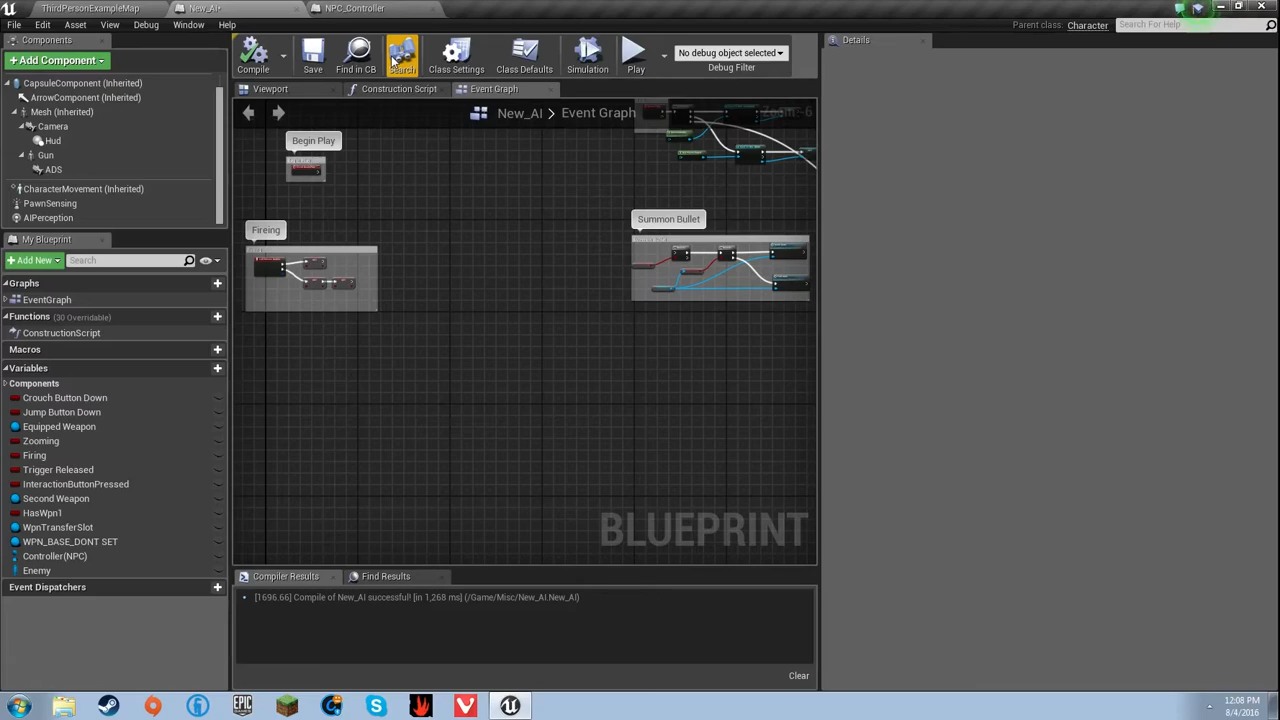 ThirdPersonExampleMap
New_AI*
NPC_Controller
File
Edit
Asset
View
Debug
Window
Help
Parent class: Character
Search For Help
Components
Add Component
CapsuleComponent (Inherited)
ArrowComponent (Inherited)
Mesh (Inherited)
Camera
Hud
Gun
ADS
CharacterMovement (Inherited)
PawnSensing
AIPerception
My Blueprint
Add New
Search
Graphs
EventGraph
Functions (30 Overridable)
ConstructionScript
Macros
Variables
Components
Crouch Button Down
Jump Button Down
Equipped Weapon
Zooming
Firing
Trigger Released
InteractionButtonPressed
Second Weapon
HasWpn1
WpnTransferSlot
WPN_BASE_DONT SET
Controller(NPC)
Enemy
Event Dispatchers
Compile
Save
Find in CB
Search
Class Settings
Class Defaults
Simulation
Play
No debug object selected
Debug Filter
Viewport
Construction Script
Event Graph
New_AI > Event Graph
Zoom -6
Begin Play
Fireing
Summon Bullet
BLUEPRINT
Compiler Results
Find Results
[1696.66] Compile of New_AI successful! [in 1,268 ms] (/Game/Misc/New_AI.New_AI)
Clear
Details
EPIC GAMES
12:08 PM
8/4/2016